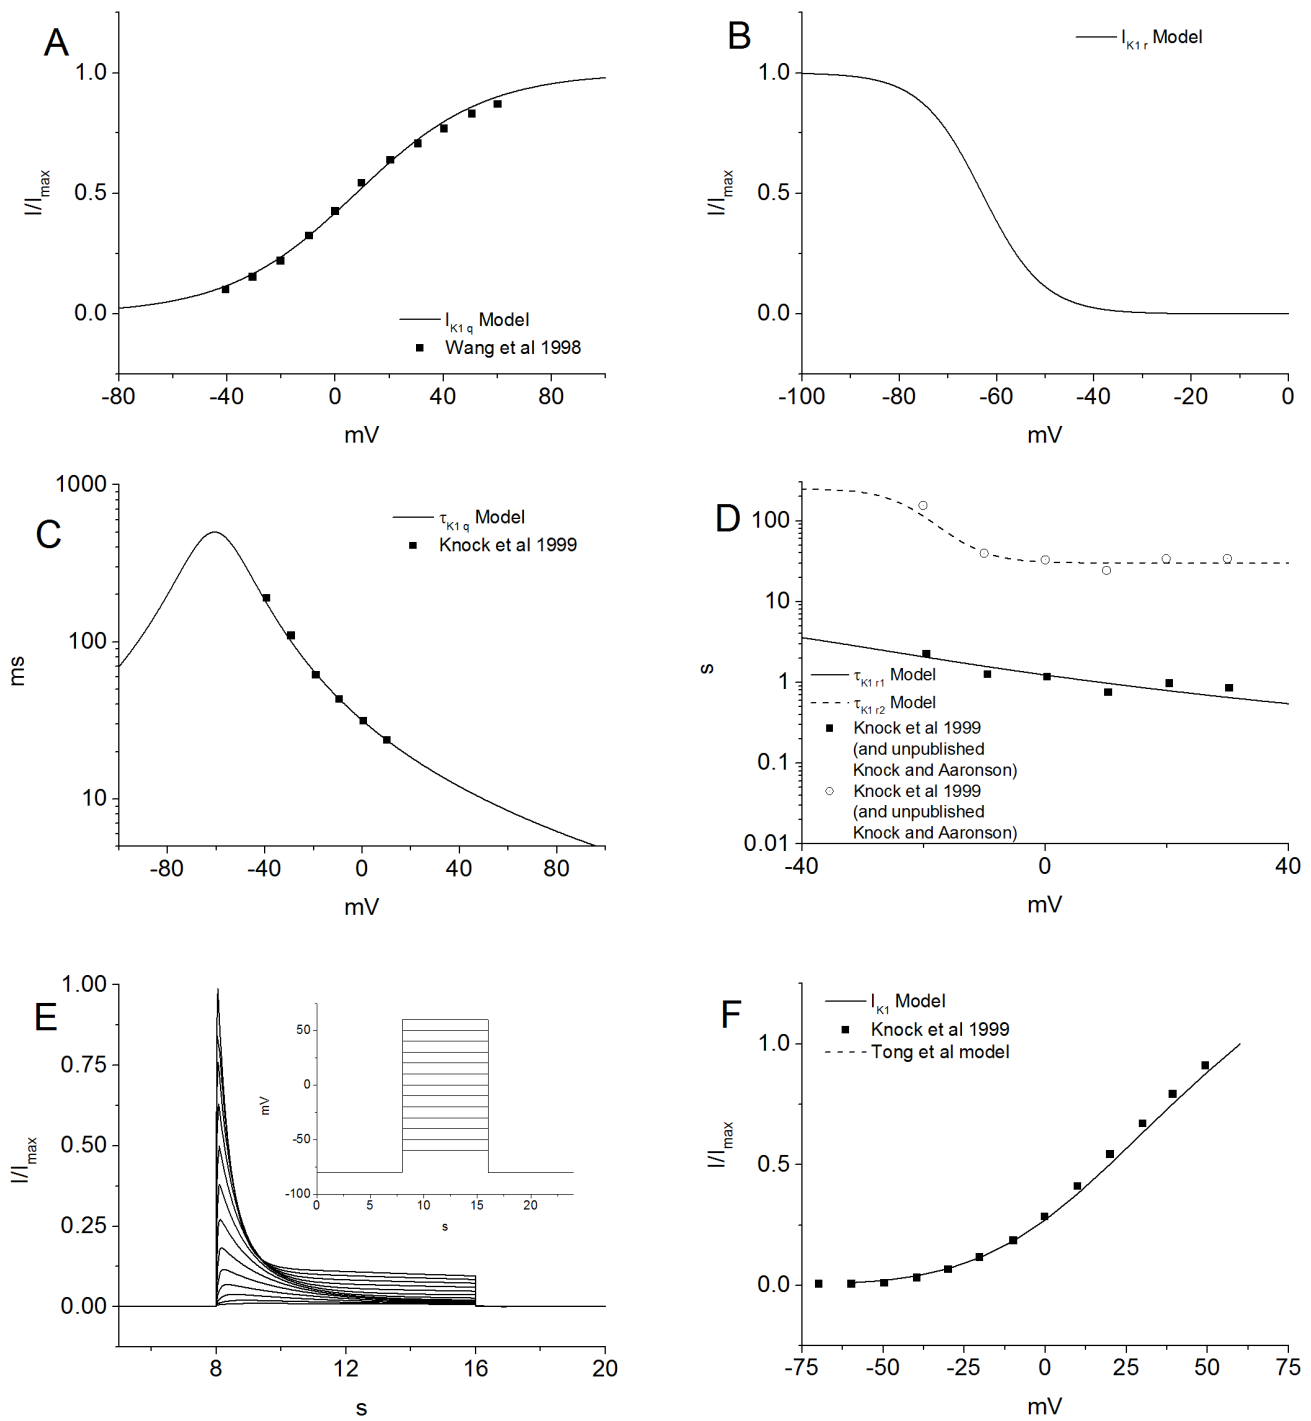 A
1.0
0.5
0.0
I/Imax
-80 -40 0 40 80
mV
IK1 q Model
Wang et al 1998
B
IK1 r Model
1.0
0.5
0.0
I/Imax
-100 -80 -60 -40 -20 0
mV
C
1000
100
10
ms
-80 -40 0 40 80
mV
τK1 q Model
Knock et al 1999
D
100
10
1
0.1
0.01
s
-40 0 40
mV
τK1 r1 Model
τK1 r2 Model
Knock et al 1999
(and unpublished
Knock and Aaronson)
Knock et al 1999
(and unpublished
Knock and Aaronson)
E
1.00
0.75
0.50
0.25
0.00
I/Imax
8 12 16 20
s
50
0
-50
-100
mV
0 5 10 15 20
s
F
IK1 Model
Knock et al 1999
Tong et al model
1.0
0.5
0.0
I/Imax
-75 -50 -25 0 25 50 75
mV